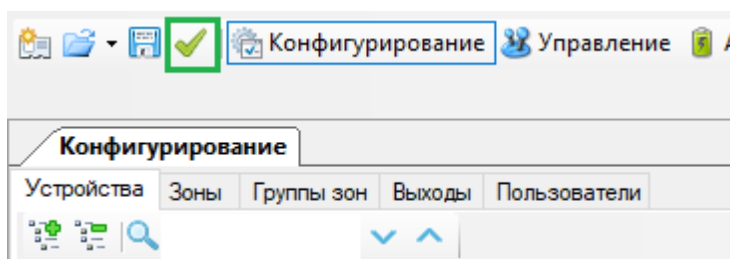 Конфигурирование Управление
Конфигурирование
Устройства Зоны Группы зон Выходы Пользователи